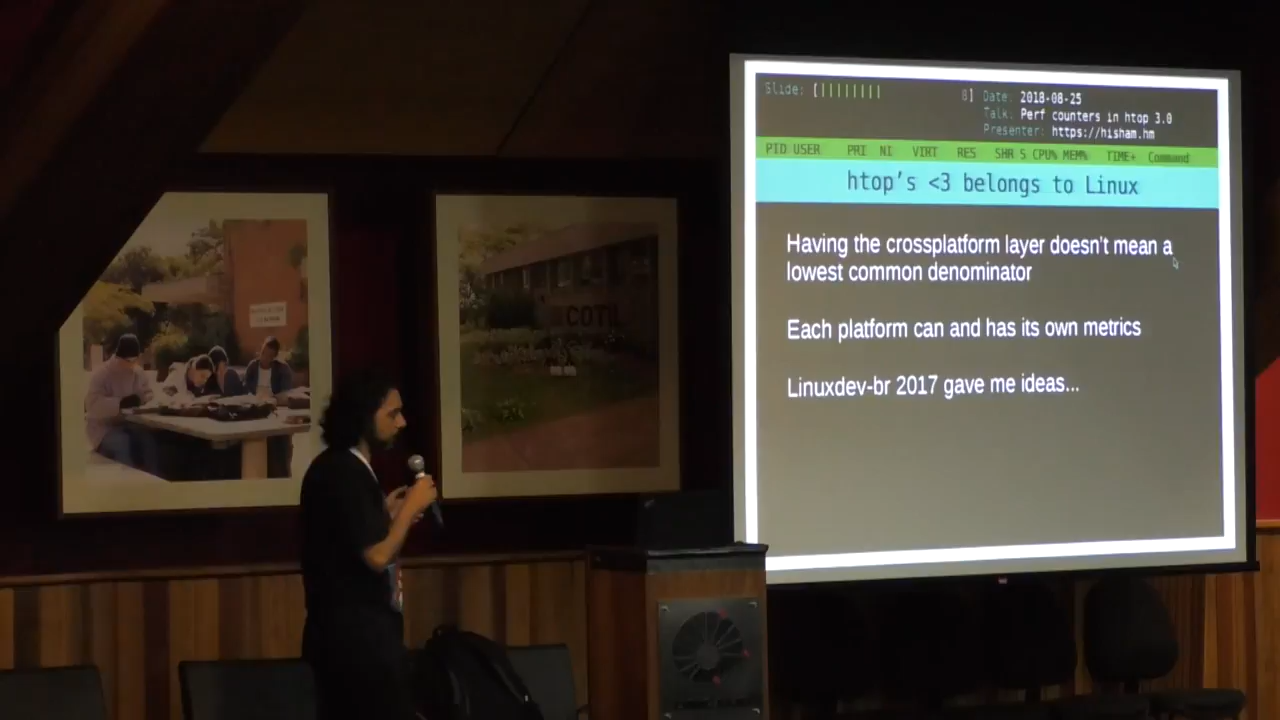 Slide: [|||||||| 8] Date: 2018-08-25
Talk: Perf counters in htop 3.0
Presenter: https://hisham.hm
PID USER PRI NI VIRT RES SHR S CPU% MEM% TIME+ Command
htop's <3 belongs to Linux
Having the crossplatform layer doesn't mean a
lowest common denominator
Each platform can and has its own metrics
Linuxdev-br 2017 gave me ideas...
COTIL